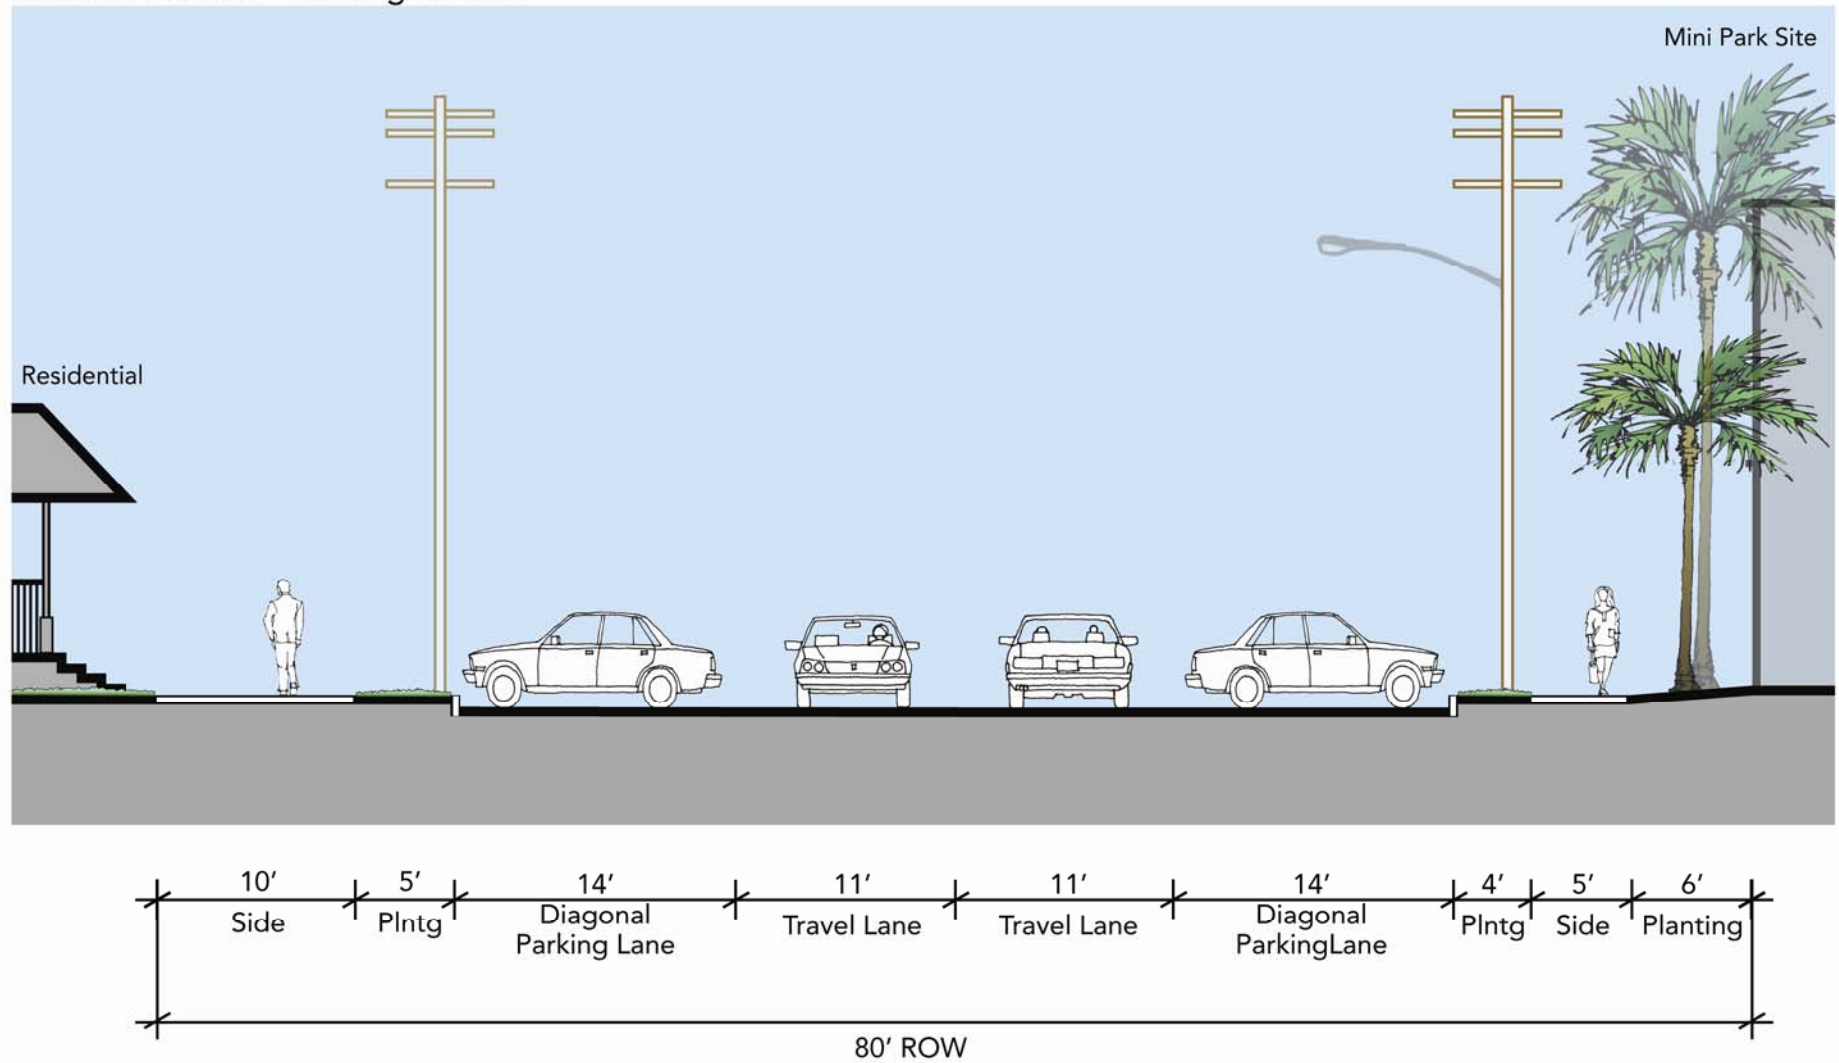 Mini Park Site
Residential
10’ 5’ 14’ 11’ 11’ 14’ 4’ 5’ 6’
Side Plntg Diagonal Travel Lane Travel Lane Diagonal Plntg Side Planting
Parking Lane ParkingLane
80’ ROW